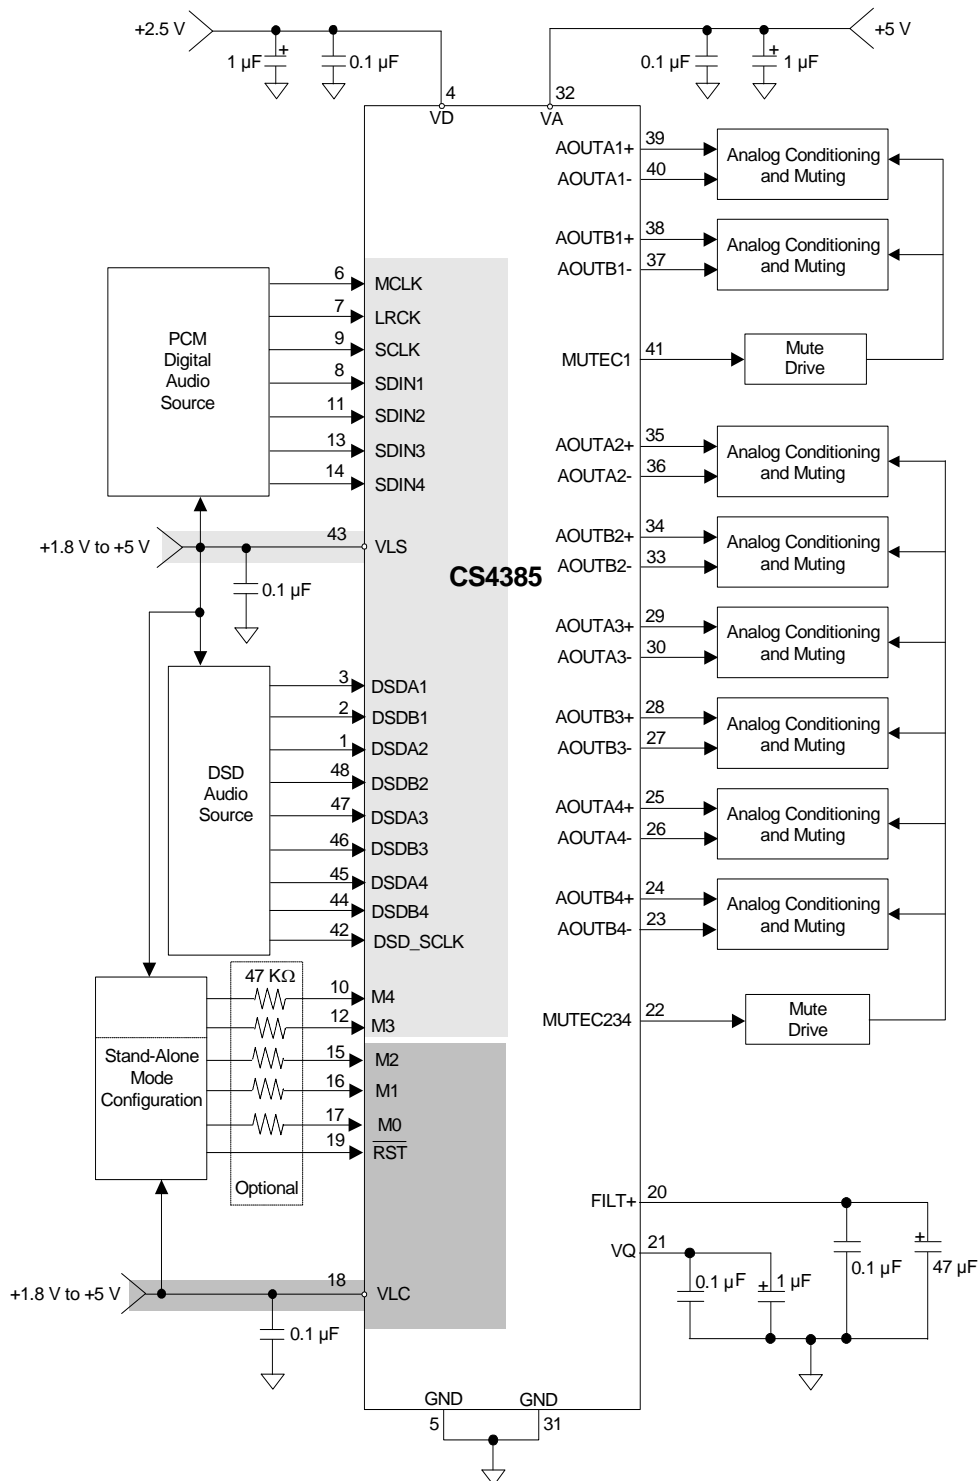 +2.5 V
+5 V
1 µF
+
0.1 µF
0.1 µF
+
1 µF
4
32
VD
VA
39
AOUTA1+
40
AOUTA1-
Analog Conditioning
and Muting
38
AOUTB1+
37
AOUTB1-
Analog Conditioning
and Muting
41
MUTEC1
Mute
Drive
PCM
Digital
Audio
Source
6
MCLK
7
LRCK
9
SCLK
8
SDIN1
11
SDIN2
13
SDIN3
14
SDIN4
35
AOUTA2+
36
AOUTA2-
Analog Conditioning
and Muting
+1.8 V to +5 V
43
VLS
0.1 µF
CS4385
34
AOUTB2+
33
AOUTB2-
Analog Conditioning
and Muting
29
AOUTA3+
30
AOUTA3-
Analog Conditioning
and Muting
DSD
Audio
Source
3
DSDA1
2
DSDB1
1
DSDA2
48
DSDB2
47
DSDA3
46
DSDB3
45
DSDA4
44
DSDB4
42
DSD_SCLK
28
AOUTB3+
27
AOUTB3-
Analog Conditioning
and Muting
25
AOUTA4+
26
AOUTA4-
Analog Conditioning
and Muting
24
AOUTB4+
23
AOUTB4-
Analog Conditioning
and Muting
22
MUTEC234
Mute
Drive
Stand-Alone
Mode
Configuration
47 KΩ
10
M4
12
M3
15
M2
16
M1
17
M0
19
RST
Optional
20
FILT+
21
VQ
0.1 µF
+
1 µF
0.1 µF
+
47 µF
+1.8 V to +5 V
18
VLC
0.1 µF
GND
GND
5
31